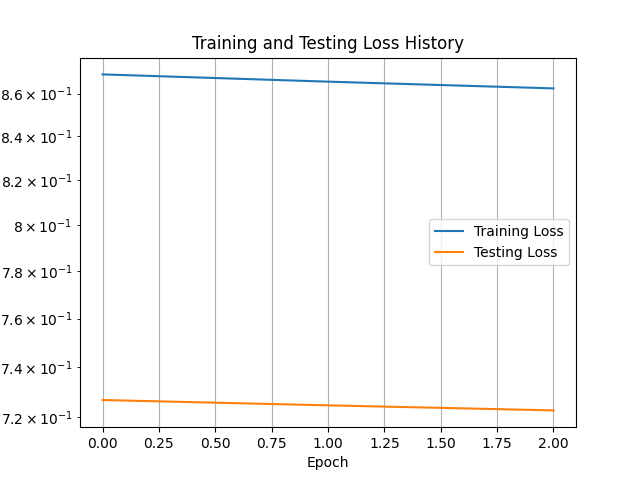 Training and Testing Loss History
8.6 × 10⁻¹
8.4 × 10⁻¹
8.2 × 10⁻¹
8 × 10⁻¹
7.8 × 10⁻¹
7.6 × 10⁻¹
7.4 × 10⁻¹
7.2 × 10⁻¹
Training Loss
Testing Loss
0.00 0.25 0.50 0.75 1.00 1.25 1.50 1.75 2.00
Epoch